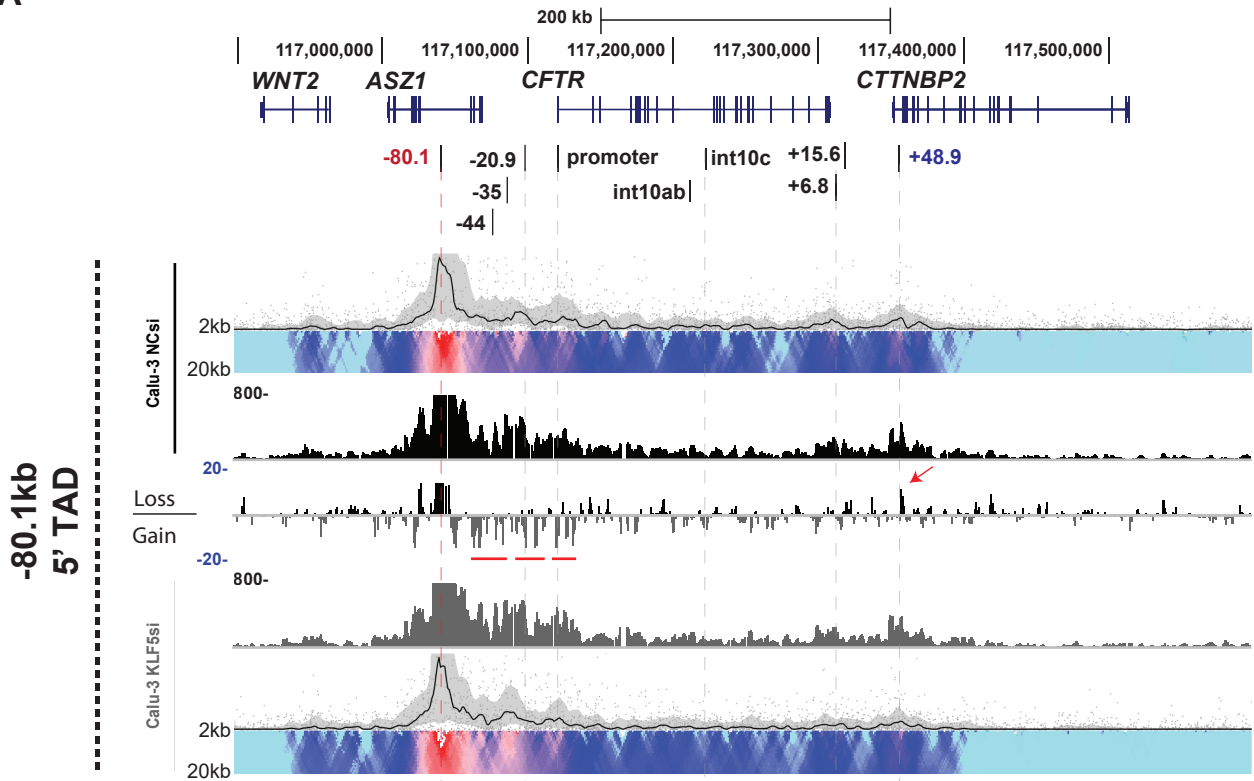 A
200 kb
117,000,000 117,100,000 117,200,000 117,300,000 117,400,000 117,500,000
WNT2 ASZ1 CFTR CTTNBP2
-80.1 -20.9 promoter int10c +15.6 +48.9
-35 int10ab +6.8
-44
-80.1kb
5' TAD
Calu-3 NCsi
2kb
20kb
800-
20-
Loss
Gain
-20-
800-
Calu-3 KLF5si
2kb
20kb